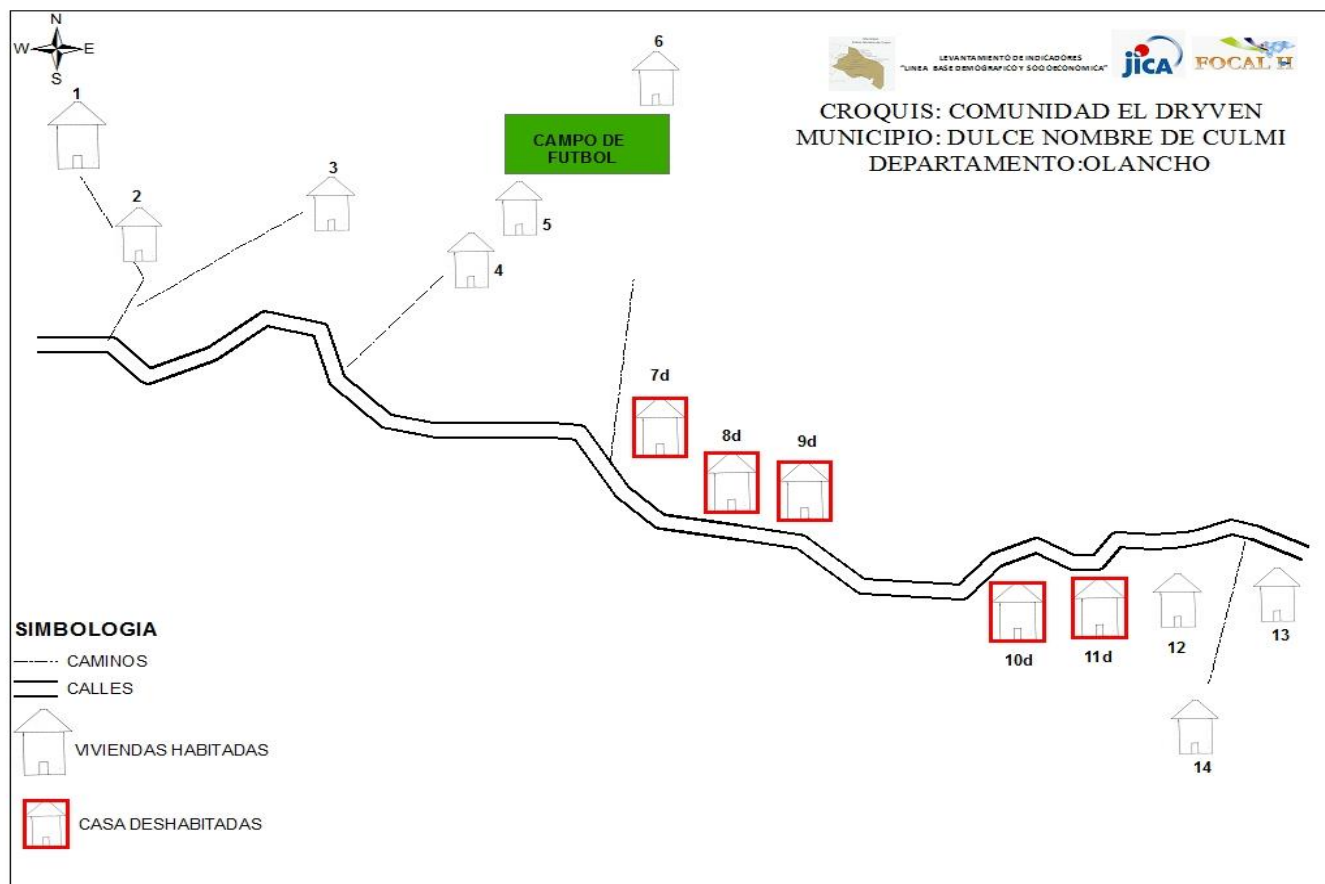 N
W E
S
1
2
3
4
5
6
CAMPO DE
FUTBOL
LEVANTAMIENTO DE INDICADORES
"LINEA BASE DEMOGRAFICO Y SOCIOECONOMICA"
jICA
FOCAL H
CROQUIS: COMUNIDAD EL DRYVEN
MUNICIPIO: DULCE NOMBRE DE CULMI
DEPARTAMENTO:OLANCHO
7d
8d
9d
10d
11d
12
13
14
SIMBOLOGIA
CAMINOS
CALLES
VIVIENDAS HABITADAS
CASA DESHABITADAS